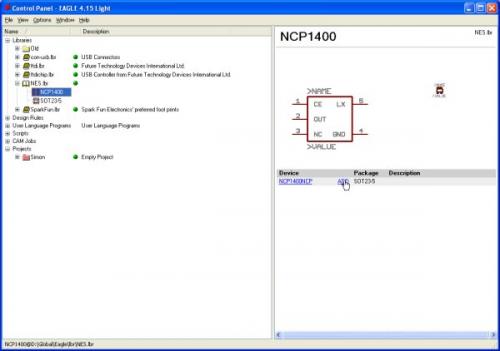 Control Panel - EAGLE 4.15 Light
File View Options Window Help
Name Description
Libraries
Old
con-usb.lbr USB Connectors
ftdi.lbr Future Technology Devices International Ltd.
ftdichip.lbr USB Controller from Future Technology Devices International Ltd.
NES.lbr
NCP1400
SOT23-5
SparkFun.lbr Spark Fun Electronics' preferred foot prints
Design Rules
User Language Programs User Language Programs
Scripts
CAM Jobs
Projects
Simon Empty Project
NCP1400
NES.lbr
>NAME
1 CE LX 5
2 OUT
3 NC GND 4
>VALUE
Device Package Description
NCP1400NCP ADD SOT23-5
NCP1400@D:\Global\Eagle\lbr\NES.lbr